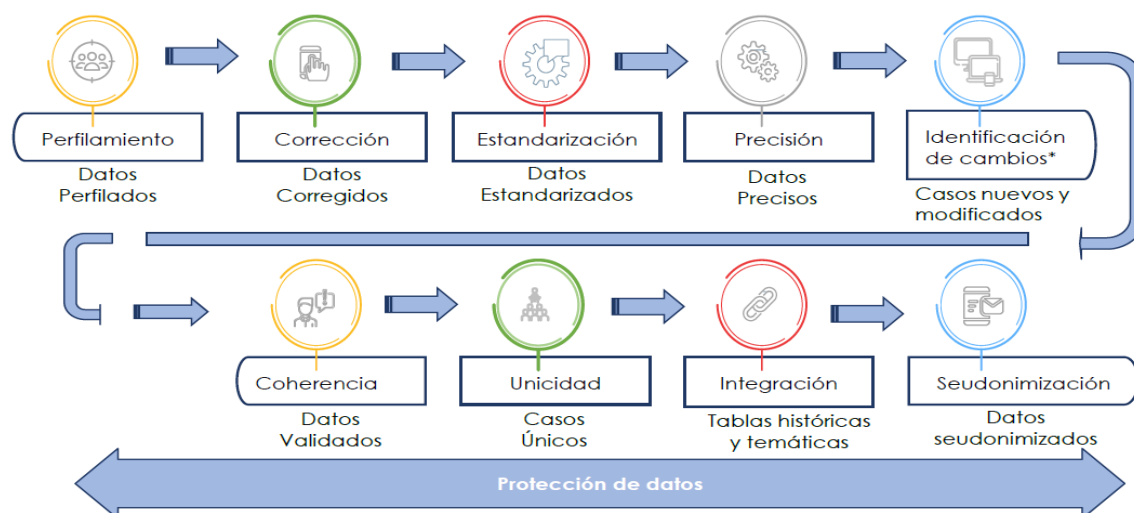 Perfilamiento
Datos
Perfilados
Corrección
Datos
Corregidos
Estandarización
Datos
Estandarizados
Precisión
Datos
Precisos
Identificación
de cambios*
Casos nuevos y
modificados
Coherencia
Datos
Validados
Unicidad
Casos
Únicos
Integración
Tablas históricas
y temáticas
Seudonimización
Datos
seudonimizados
Protección de datos